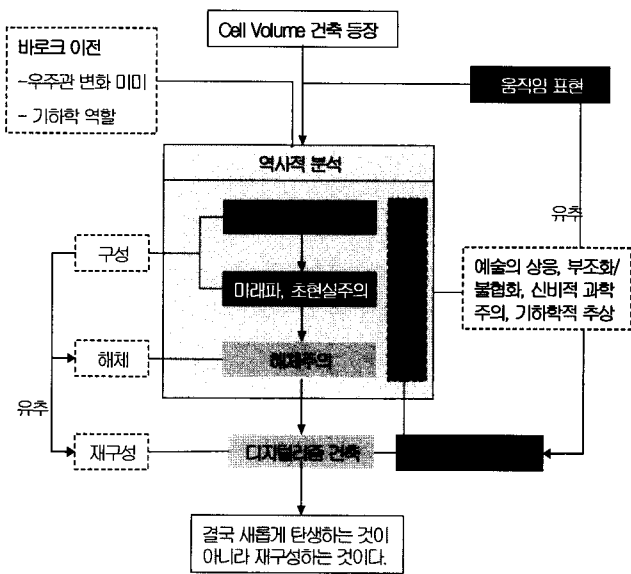 Cell Volume 건축 등장
바로크 이전
-우주관 변화 미미
- 기하학 역할
움직임 표현
역사적 분석
유추
구성
미래파, 초현실주의
예술의 상응, 부조화/
불협화, 신비적 과학
주의, 기하학적 추상
해체
해체주의
유추
재구성
디지털리즘 건축
결국 새롭게 탄생하는 것이
아니라 재구성하는 것이다.